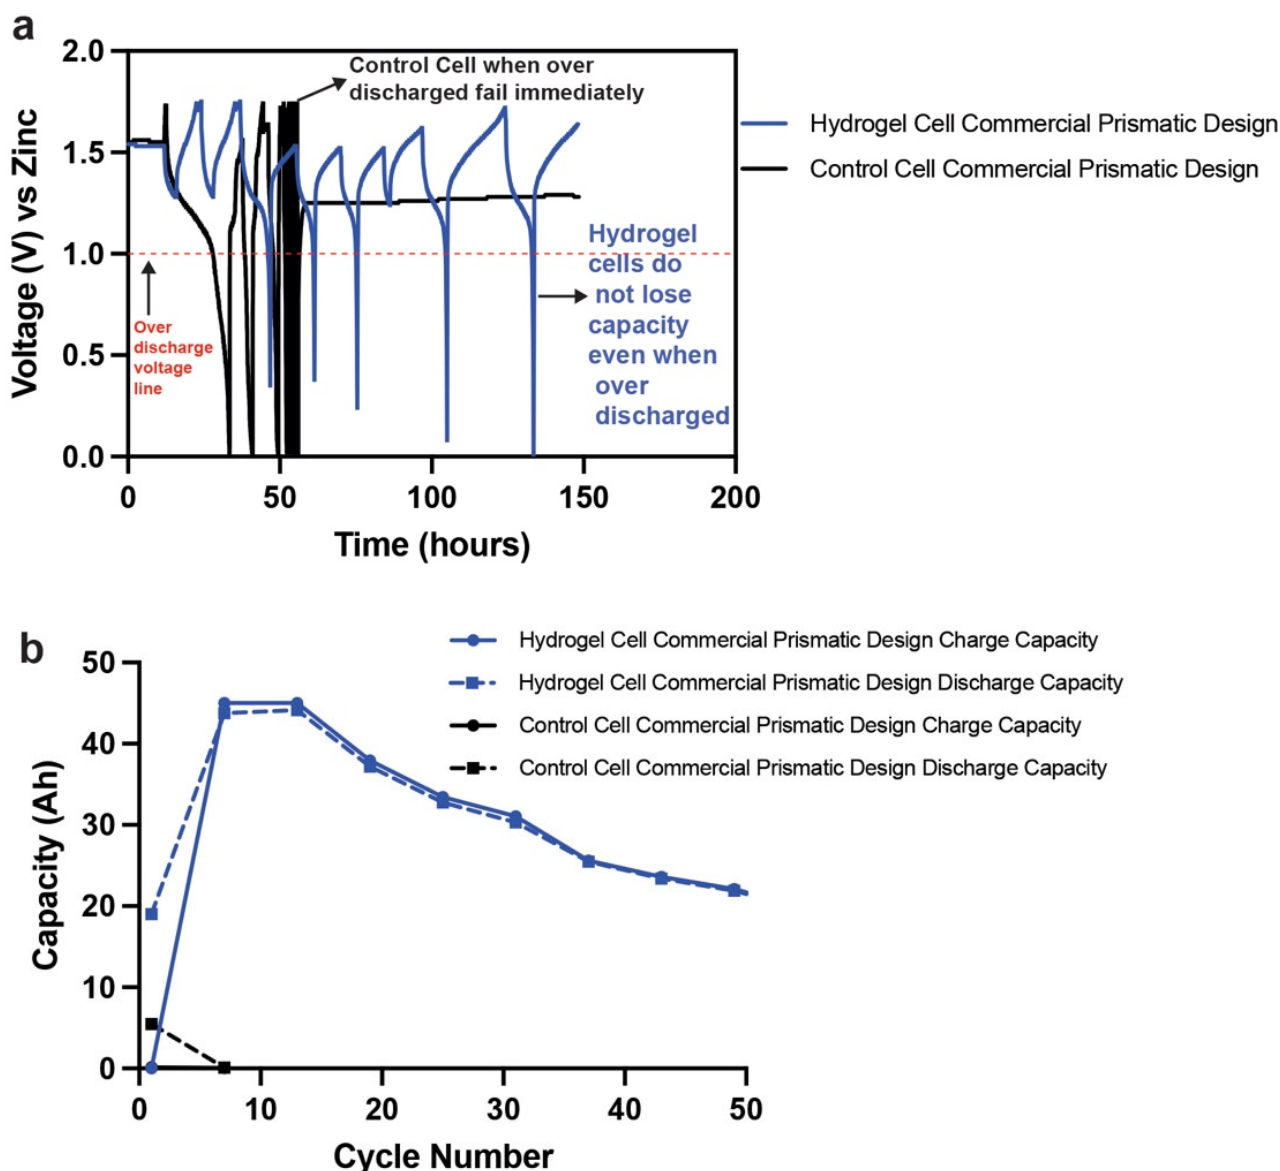 a
2.0
1.5
1.0
0.5
0.0
Voltage (V) vs Zinc
Control Cell when over
discharged fail immediately
Over
discharge
voltage
line
Hydrogel
cells do
not lose
capacity
even when
over
discharged
0 50 100 150 200
Time (hours)
Hydrogel Cell Commercial Prismatic Design
Control Cell Commercial Prismatic Design
b
Hydrogel Cell Commercial Prismatic Design Charge Capacity
Hydrogel Cell Commercial Prismatic Design Discharge Capacity
Control Cell Commercial Prismatic Design Charge Capacity
Control Cell Commercial Prismatic Design Discharge Capacity
50
40
30
20
10
0
Capacity (Ah)
0 10 20 30 40 50
Cycle Number